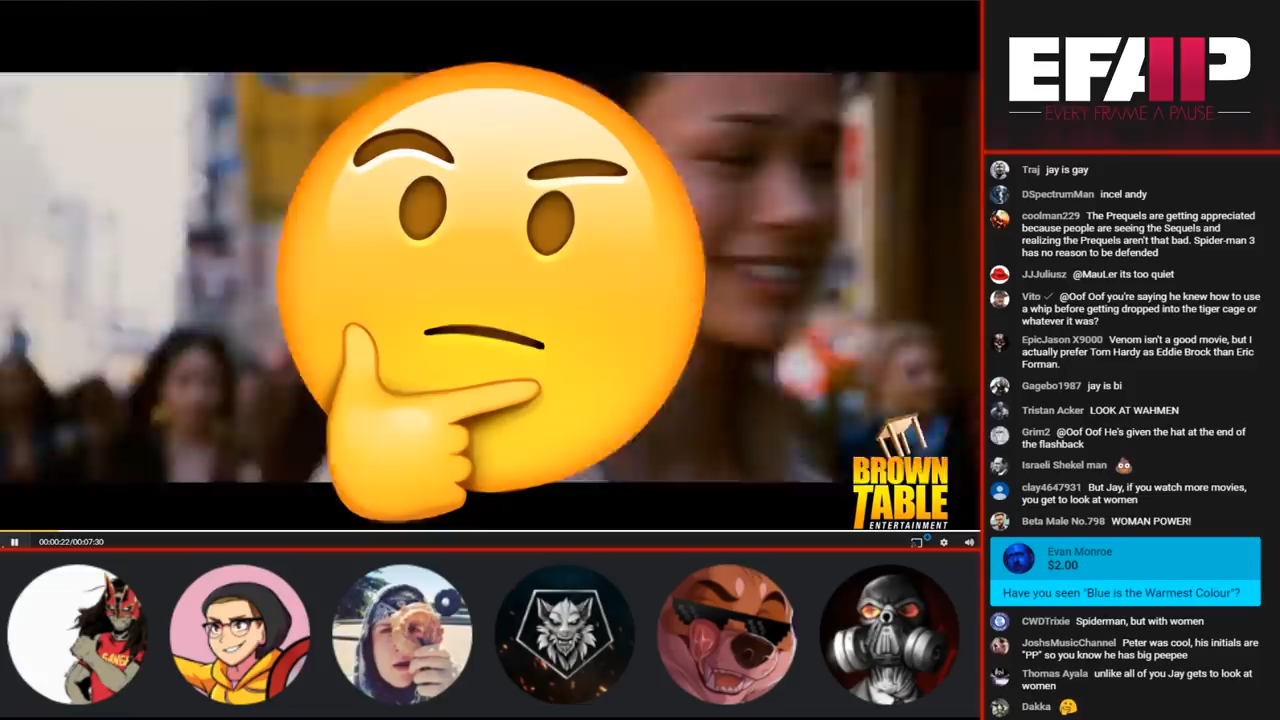 EFAP
EVERY FRAME A PAUSE
Traj jay is gay
DSpectrumMan incel andy
coolman229 The Prequels are getting appreciated
because people are seeing the Sequels and
realizing the Prequels aren't that bad. Spider-man 3
has no reason to be defended
JJJuliusz @MauLer its too quiet
Vito ✓ @Oof Oof you're saying he knew how to use
a whip before getting dropped into the tiger cage or
whatever it was?
EpicJason X9000 Venom isn't a good movie, but I
actually prefer Tom Hardy as Eddie Brock than Eric
Forman.
Gagebo1987 jay is bi
Tristan Acker LOOK AT WAHMEN
Grim2 @Oof Oof He's given the hat at the end of
the flashback
Israeli Shekel man 💩
clay4647931 But Jay, if you watch more movies,
you get to look at women
Beta Male No.798 WOMAN POWER!
Evan Monroe
$2.00
Have you seen "Blue is the Warmest Colour"?
CWDTrixie Spiderman, but with women
JoshsMusicChannel Peter was cool, his initials are
"PP" so you know he has big peepee
Thomas Ayala unlike all of you Jay gets to look at
women
Dakka 🤔
BROWN
TABLE
ENTERTAINMENT
00:00:22/00:07:30